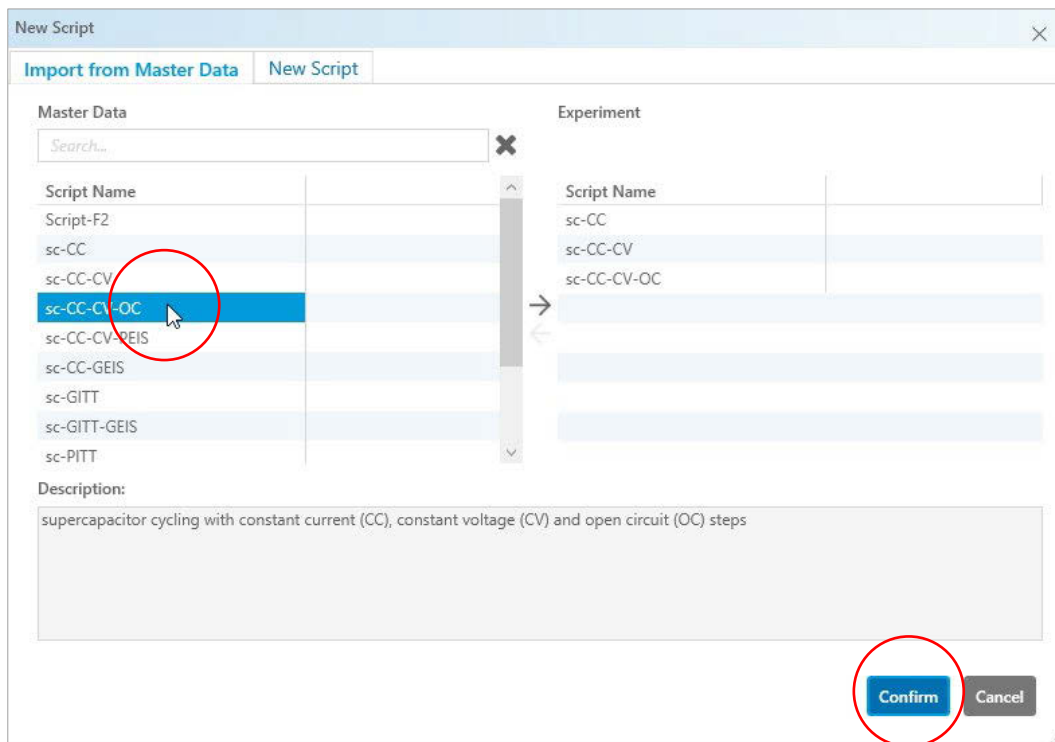 New Script
Import from Master Data
New Script
Master Data
Experiment
Search...
Script Name
Script-F2
sc-CC
sc-CC-CV
sc-CC-CV-OC
sc-CC-CV-PEIS
sc-CC-GEIS
sc-GITT
sc-GITT-GEIS
sc-PITT
Script Name
sc-CC
sc-CC-CV
sc-CC-CV-OC
Description:
supercapacitor cycling with constant current (CC), constant voltage (CV) and open circuit (OC) steps
Confirm
Cancel